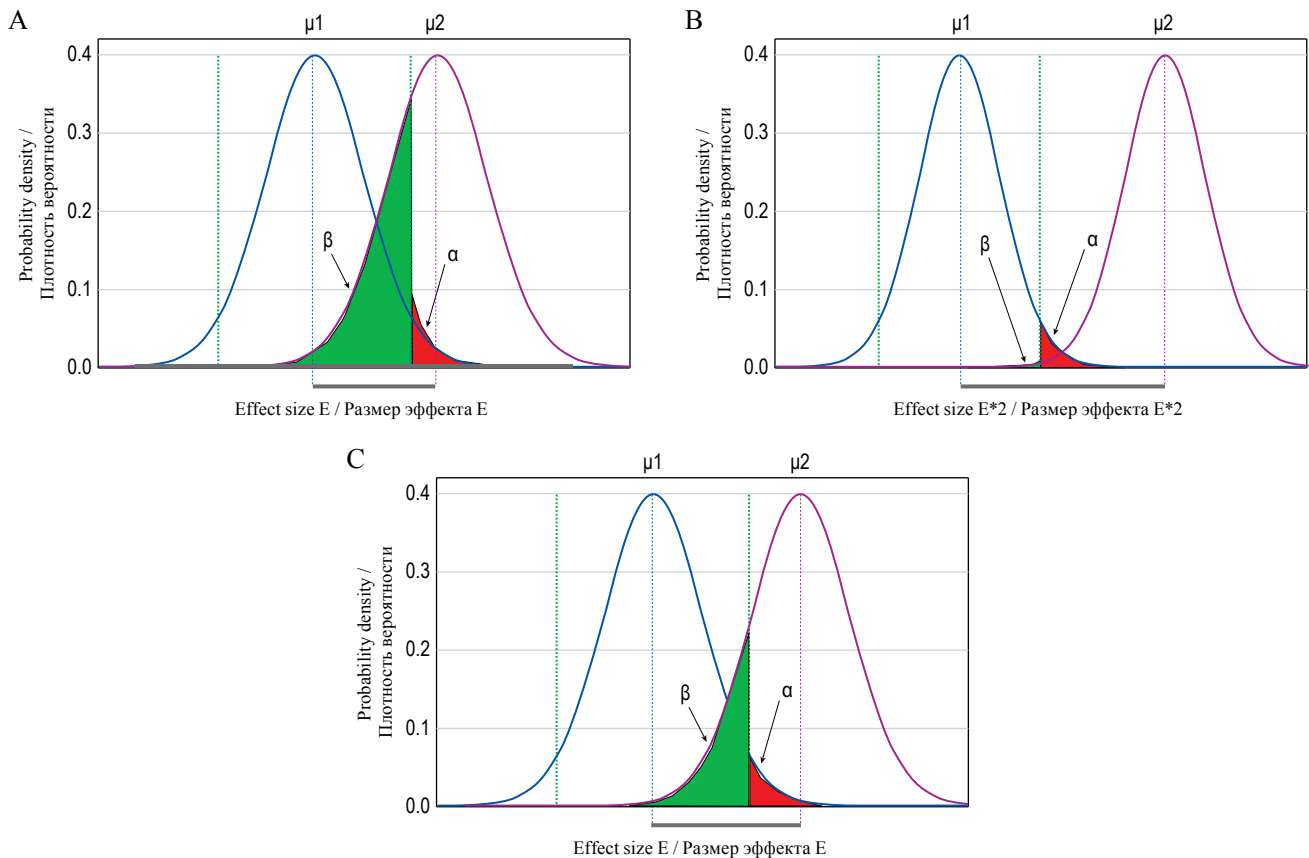 A
μ1
μ2
Probability density /
Плотность вероятности
0.4
0.3
0.2
0.1
0.0
β
α
Effect size E / Размер эффекта E
B
μ1
μ2
Probability density /
Плотность вероятности
0.4
0.3
0.2
0.1
0.0
β
α
Effect size E*2 / Размер эффекта E*2
C
μ1
μ2
Probability density /
Плотность вероятности
0.4
0.3
0.2
0.1
0.0
β
α
Effect size E / Размер эффекта E